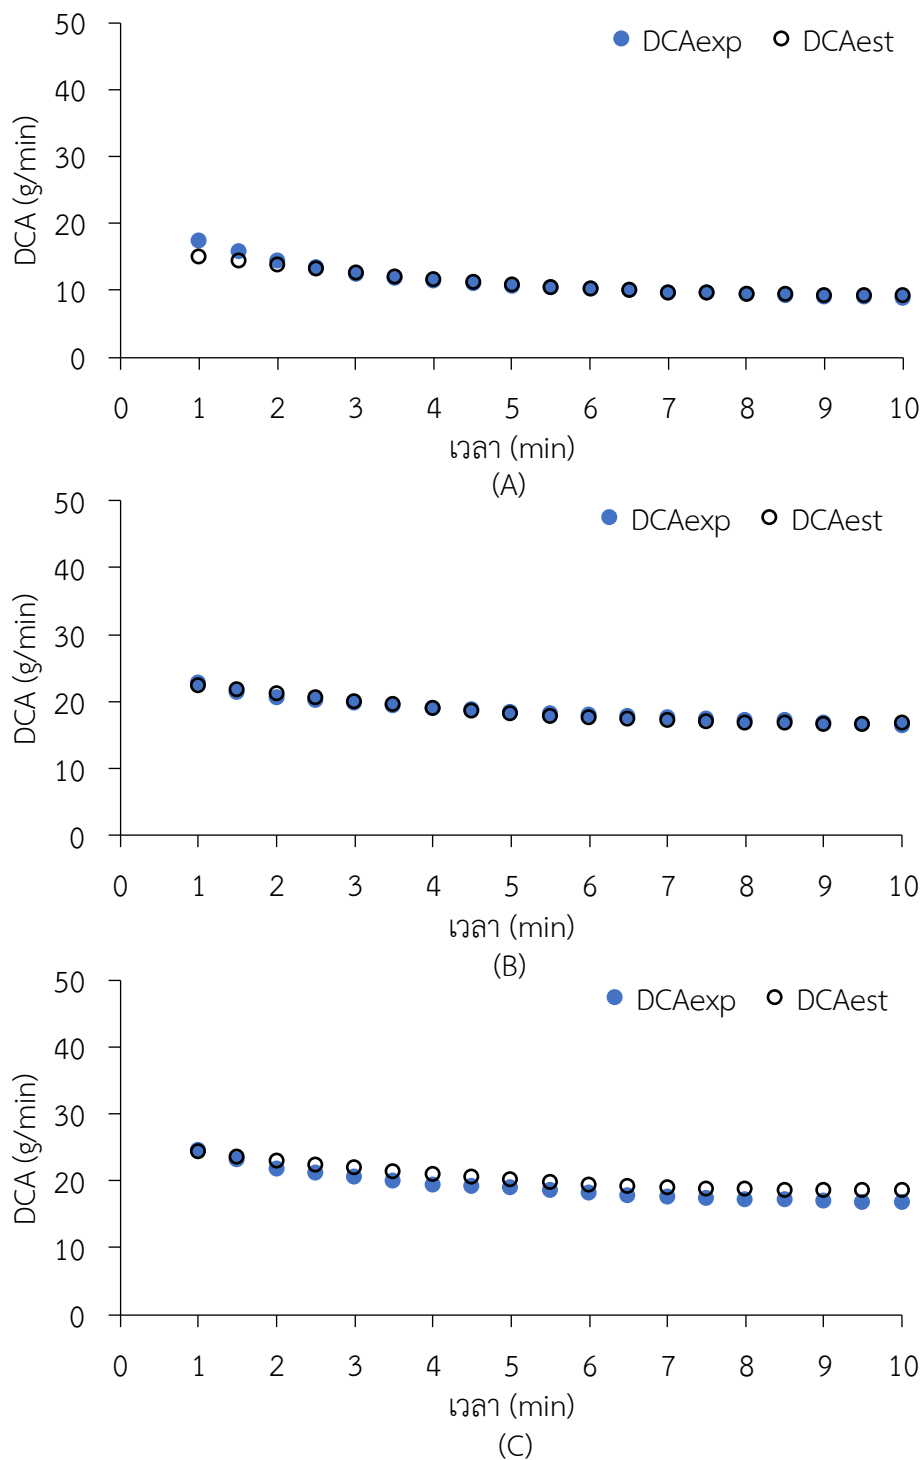 50
DCAexp DCAest
40
30
20
10
0
DCA (g/min)
0 1 2 3 4 5 6 7 8 9 10
เวลา (min)
(A)
50
DCAexp DCAest
40
30
20
10
0
DCA (g/min)
0 1 2 3 4 5 6 7 8 9 10
เวลา (min)
(B)
50
DCAexp DCAest
40
30
20
10
0
DCA (g/min)
0 1 2 3 4 5 6 7 8 9 10
เวลา (min)
(C)